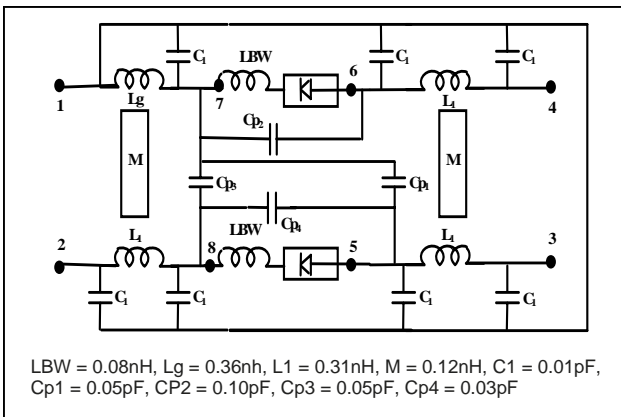 C₁ LBW 6 C₁ C₁
1 Lg 7 L₁ 4
Cp₂
M Cp₃ Cp₁ M
Cp₄
L₁ LBW L₁
2 8 5 3
C₁ C₁ C₁ C₁
LBW = 0.08nH, Lg = 0.36nh, L1 = 0.31nH, M = 0.12nH, C1 = 0.01pF,
Cp1 = 0.05pF, CP2 = 0.10pF, Cp3 = 0.05pF, Cp4 = 0.03pF